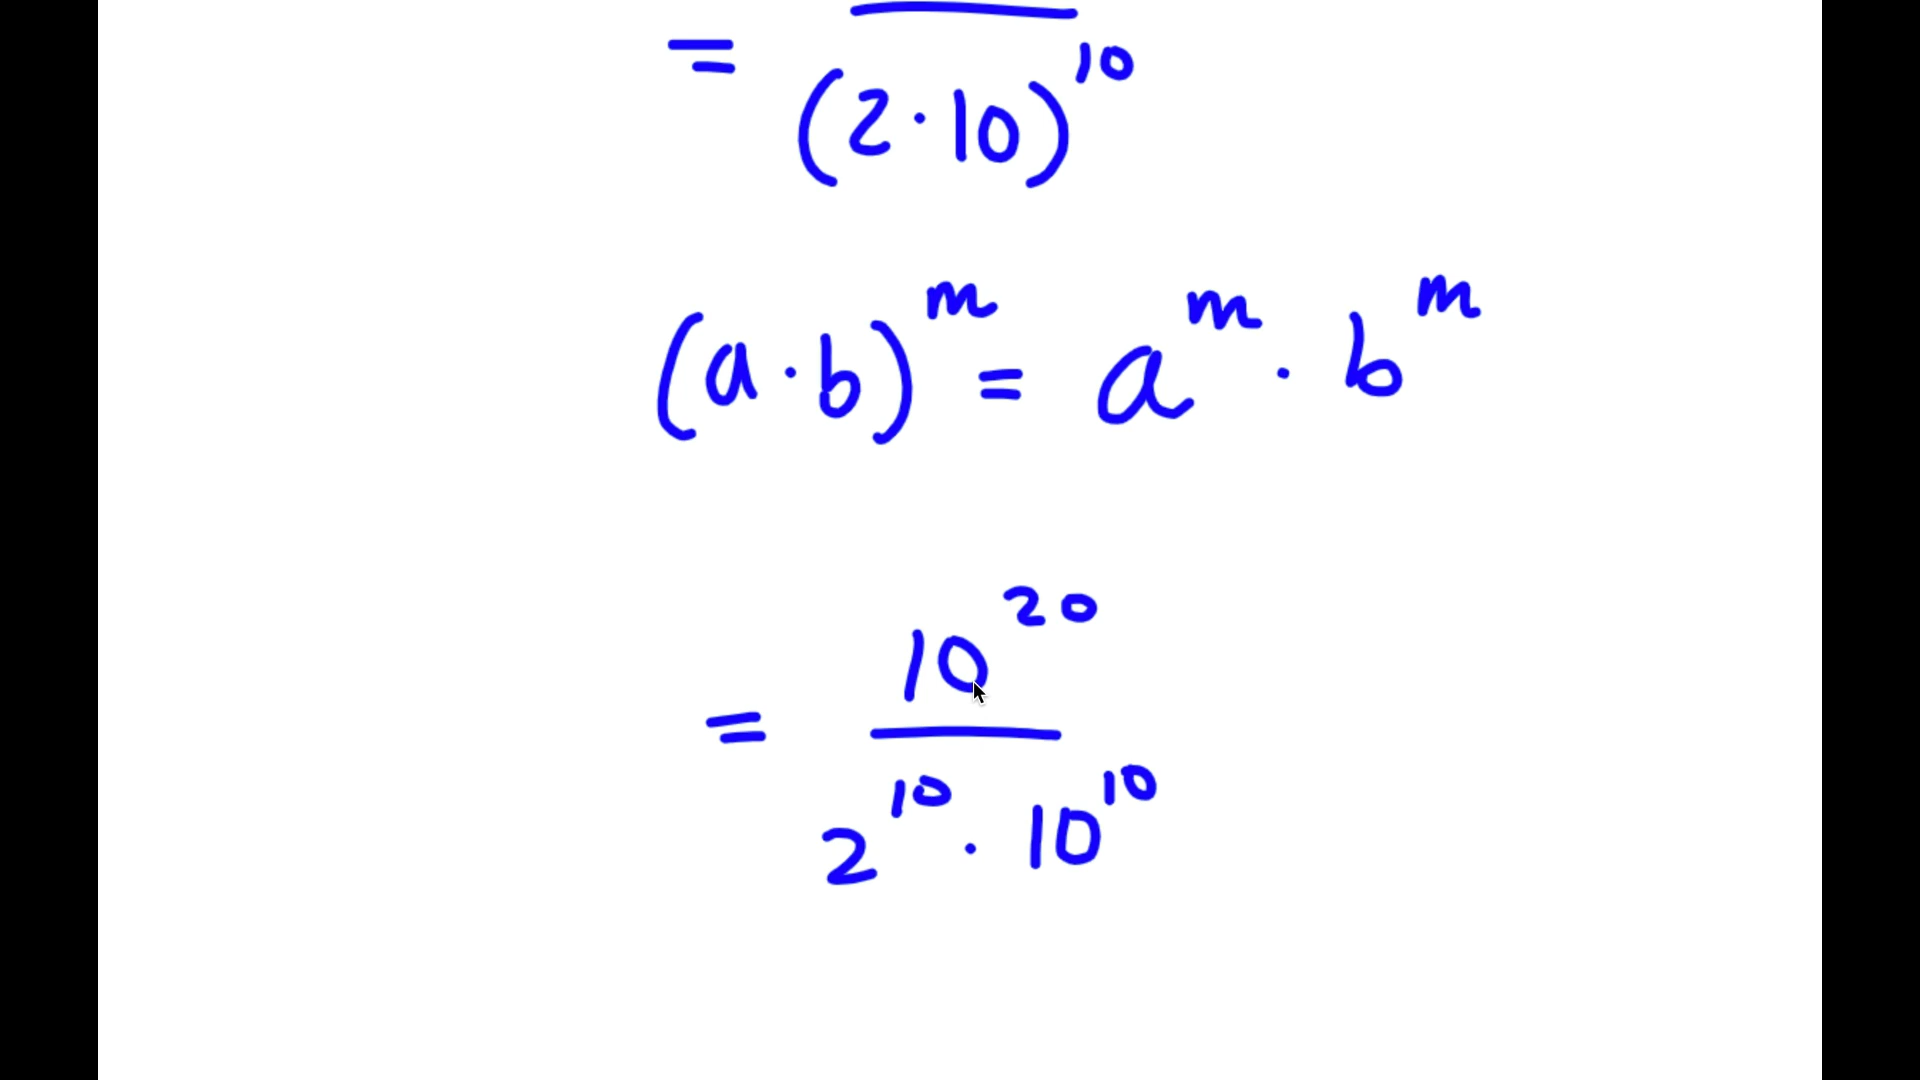 = ―
(2·10)^10
(a·b)^m = a^m · b^m
= 10^20
―
2^10 · 10^10